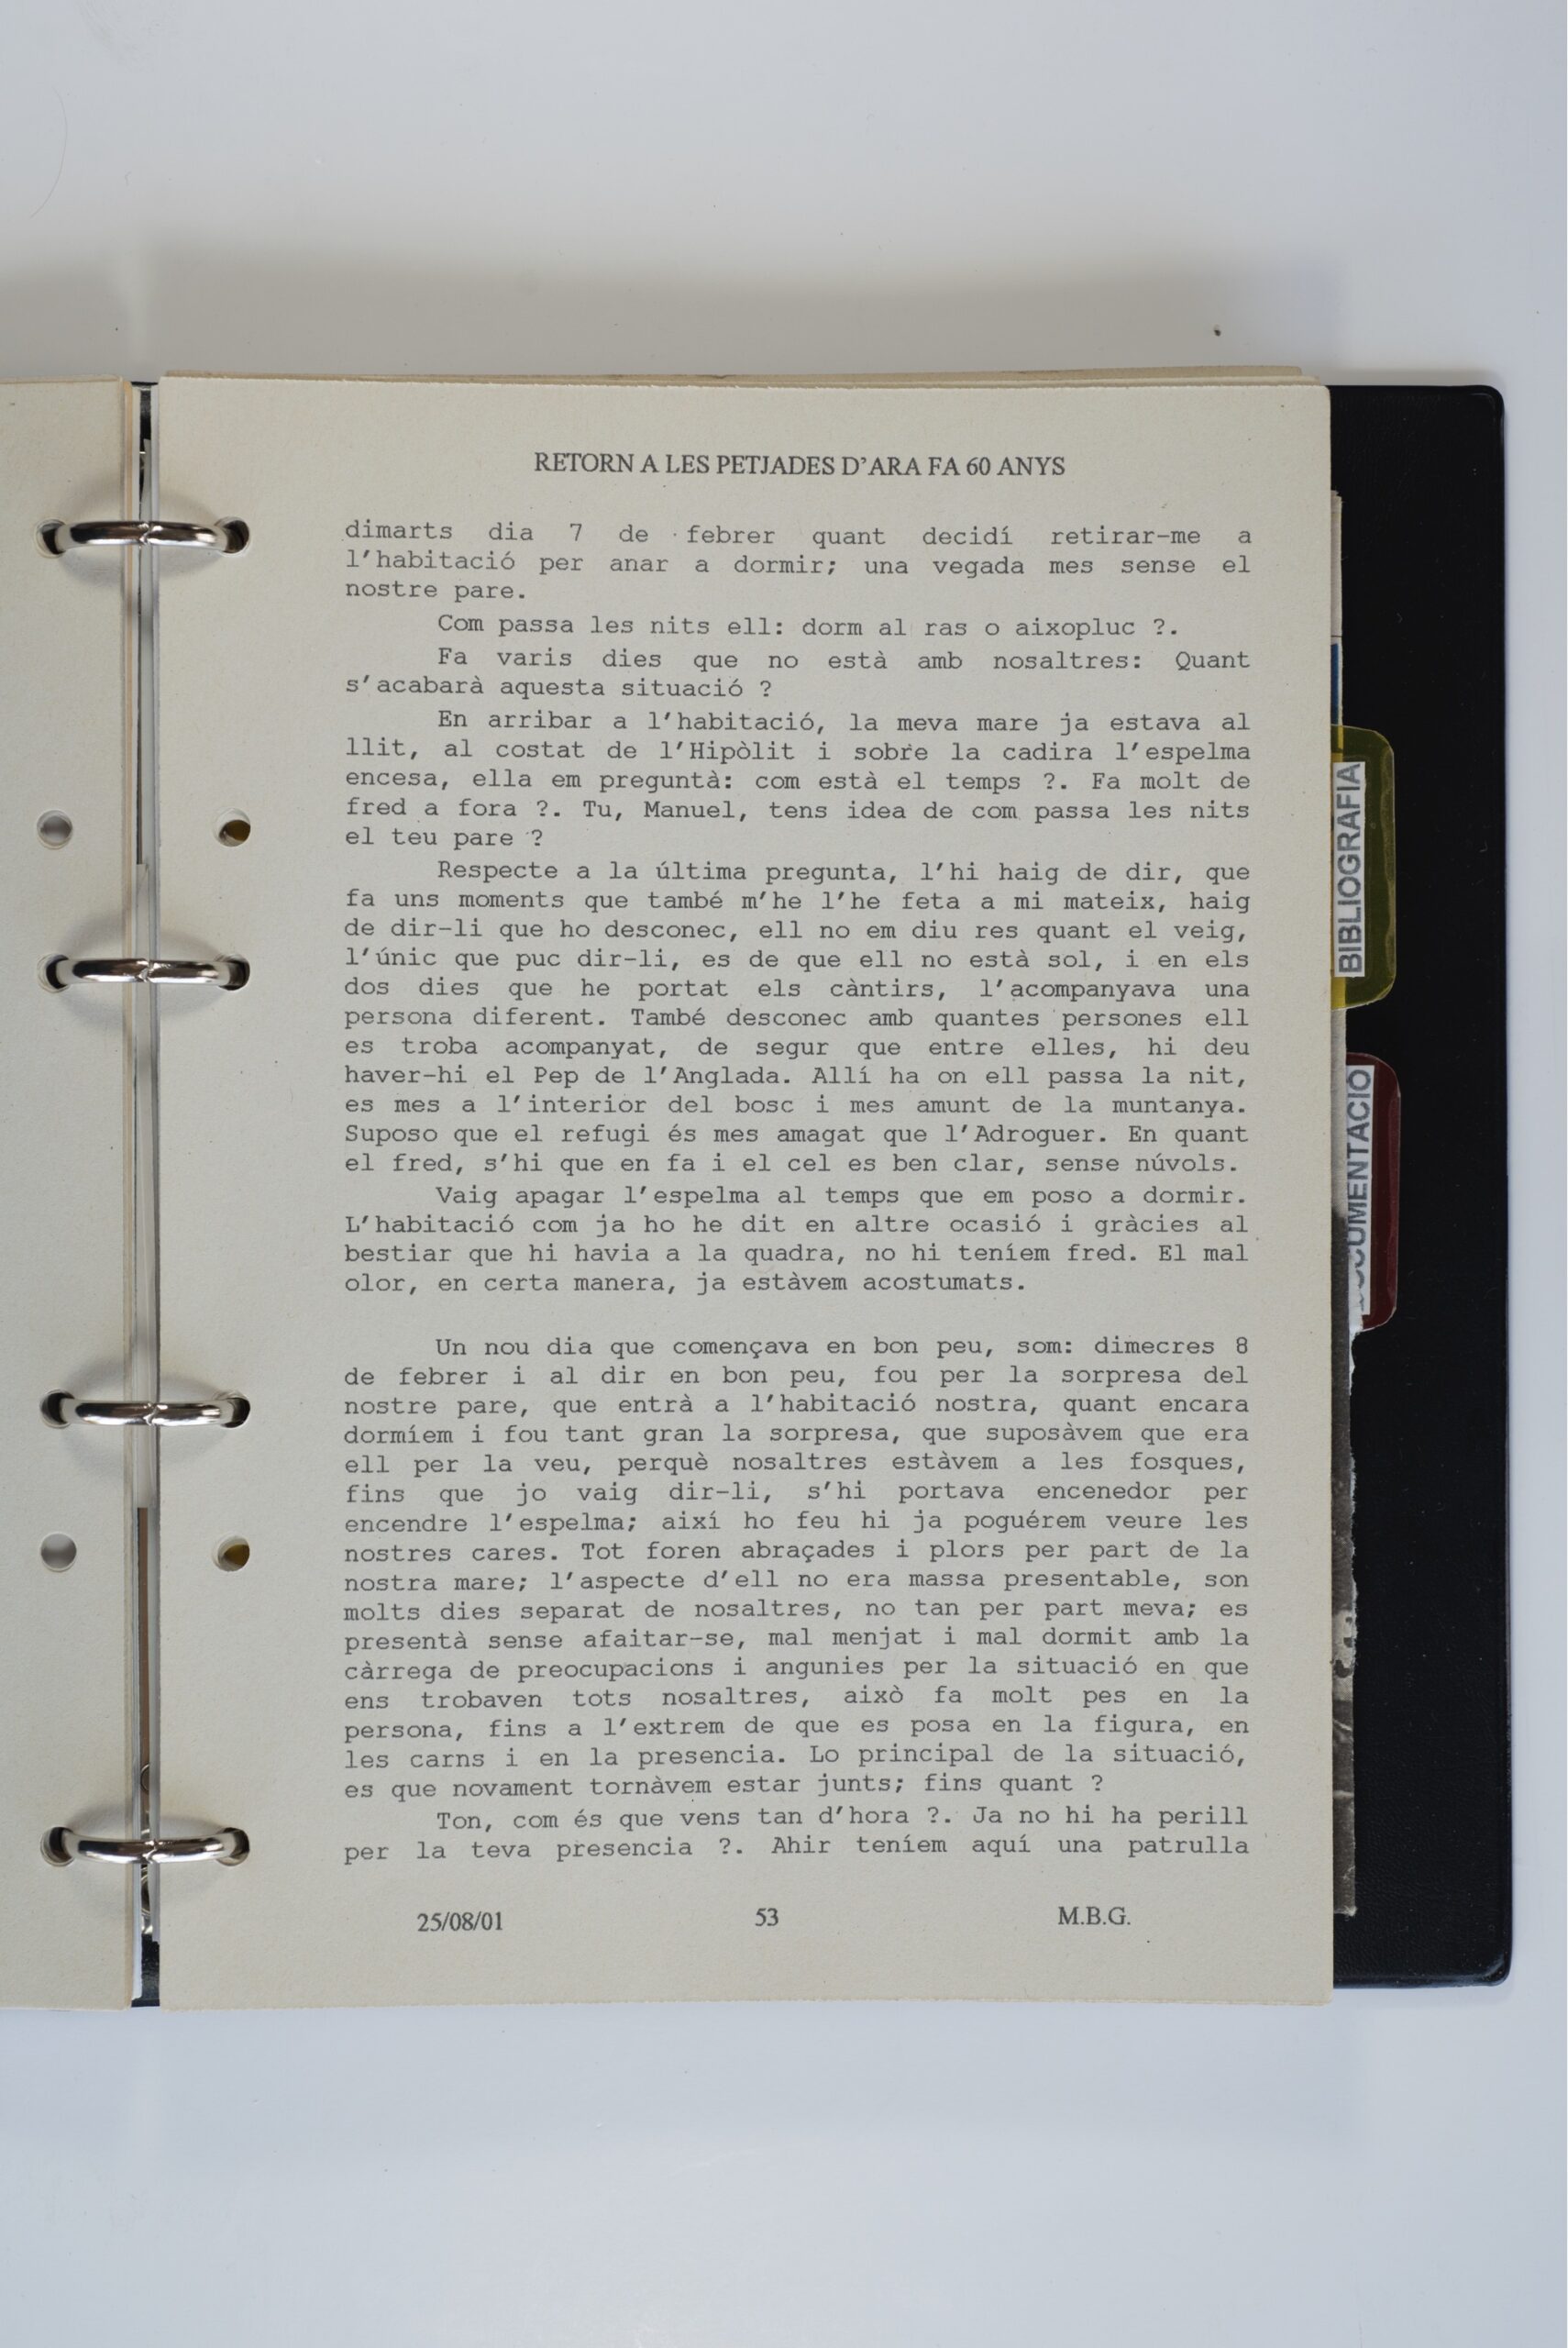 RETORN A LES PETJADES D'ARA FA 60 ANYS
dimarts dia 7 de febrer quant decidí retirar-me a
l'habitació per anar a dormir; una vegada mes sense el
nostre pare.
Com passa les nits ell: dorm al ras o aixopluc ?.
Fa varis dies que no està amb nosaltres: Quant
s'acabarà aquesta situació ?
En arribar a l'habitació, la meva mare ja estava al
llit, al costat de l'Hipòlit i sobre la cadira l'espelma
encesa, ella em preguntà: com està el temps ?. Fa molt de
fred a fora ?. Tu, Manuel, tens idea de com passa les nits
el teu pare ?
Respecte a la última pregunta, l'hi haig de dir, que
fa uns moments que també m'he l'he feta a mi mateix, haig
de dir-li que ho desconec, ell no em diu res quant el veig,
l'únic que puc dir-li, es de que ell no està sol, i en els
dos dies que he portat els càntirs, l'acompanyava una
persona diferent. També desconec amb quantes persones ell
es troba acompanyat, de segur que entre elles, hi deu
haver-hi el Pep de l'Anglada. Allí ha on ell passa la nit,
es mes a l'interior del bosc i mes amunt de la muntanya.
Suposo que el refugi és mes amagat que l'Adroguer. En quant
el fred, s'hi que en fa i el cel es ben clar, sense núvols.
Vaig apagar l'espelma al temps que em poso a dormir.
L'habitació com ja ho he dit en altre ocasió i gràcies al
bestiar que hi havia a la quadra, no hi teníem fred. El mal
olor, en certa manera, ja estàvem acostumats.
Un nou dia que començava en bon peu, som: dimecres 8
de febrer i al dir en bon peu, fou per la sorpresa del
nostre pare, que entrà a l'habitació nostra, quant encara
dormíem i fou tant gran la sorpresa, que suposàvem que era
ell per la veu, perquè nosaltres estàvem a les fosques,
fins que jo vaig dir-li, s'hi portava encenedor per
encendre l'espelma; així ho feu hi ja poguérem veure les
nostres cares. Tot foren abraçades i plors per part de la
nostra mare; l'aspecte d'ell no era massa presentable, son
molts dies separat de nosaltres, no tan per part meva; es
presentà sense afaitar-se, mal menjat i mal dormit amb la
càrrega de preocupacions i angunies per la situació en que
ens trobaven tots nosaltres, això fa molt pes en la
persona, fins a l'extrem de que es posa en la figura, en
les carns i en la presencia. Lo principal de la situació,
es que novament tornàvem estar junts; fins quant ?
Ton, com és que vens tan d'hora ?. Ja no hi ha perill
per la teva presencia ?. Ahir teníem aquí una patrulla
25/08/01 53 M.B.G.
BIBLIOGRAFIA
DOCUMENTACIO